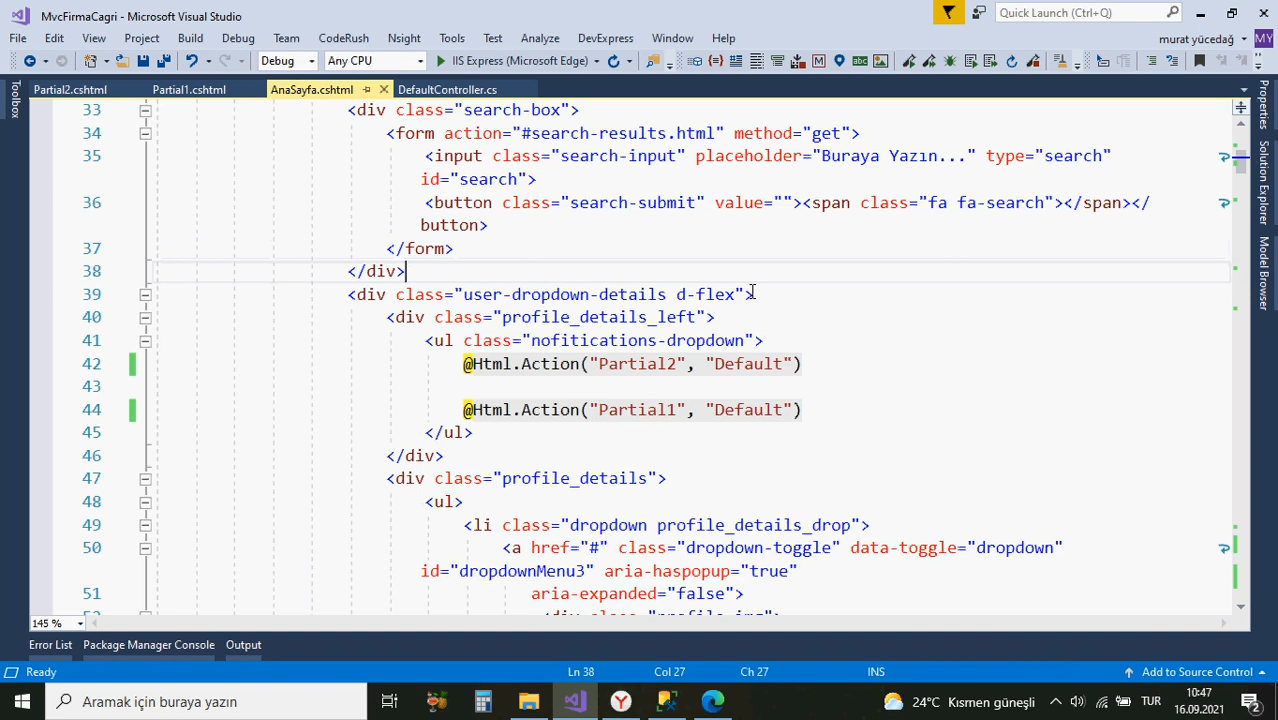 MvcFirmaCagri - Microsoft Visual Studio
Quick Launch (Ctrl+Q)
File Edit View Project Build Debug Team CodeRush Nsight Tools Test Analyze DevExpress Window Help
murat yücedağ MY
Debug Any CPU IIS Express (Microsoft Edge)
Partial2.cshtml Partial1.cshtml AnaSayfa.cshtml DefaultController.cs
Toolbox
Properties
Solution Explorer
Model Browser
33 <div class="search-box">
34 <form action="#search-results.html" method="get">
35 <input class="search-input" placeholder="Buraya Yazın..." type="search"
id="search">
36 <button class="search-submit" value=""><span class="fa fa-search"></span></
button>
37 </form>
38 </div>
39 <div class="user-dropdown-details d-flex">
40 <div class="profile_details_left">
41 <ul class="nofitications-dropdown">
42 @Html.Action("Partial2", "Default")
43
44 @Html.Action("Partial1", "Default")
45 </ul>
46 </div>
47 <div class="profile_details">
48 <ul>
49 <li class="dropdown profile_details_drop">
50 <a href="#" class="dropdown-toggle" data-toggle="dropdown"
id="dropdownMenu3" aria-haspopup="true"
51 aria-expanded="false">
145 %
Error List Package Manager Console Output
Ready Ln 38 Col 27 Ch 27 INS Add to Source Control
Aramak için buraya yazın
24°C Kısmen güneşli TUR 10:47
16.09.2021
2